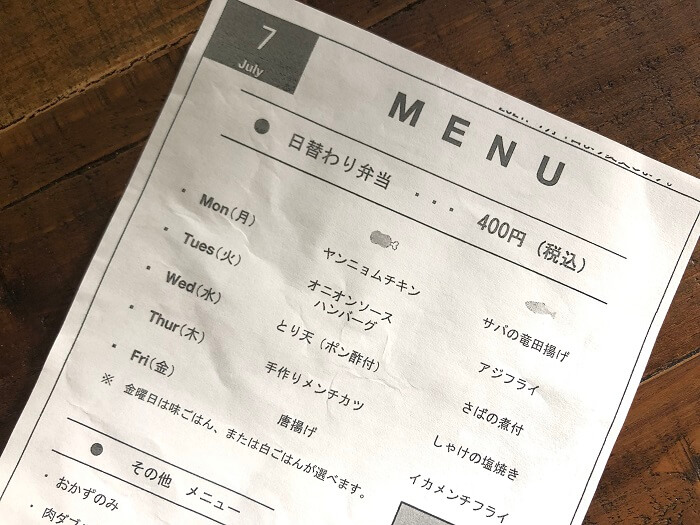 7
July
MENU
● 日替わり弁当 ... 400円（税込）
・ Mon(月) ヤンニョムチキン サバの竜田揚げ
・ Tues(火) オニオンソース
ハンバーグ アジフライ
・ Wed(水) とり天（ポン酢付） さばの煮付
・ Thur(木) 手作りメンチカツ しゃけの塩焼き
・ Fri(金) 唐揚げ イカメンチフライ
※ 金曜日は味ごはん、または白ごはんが選べます。
● その他 メニュー
・ おかずのみ
・ 肉ダブ